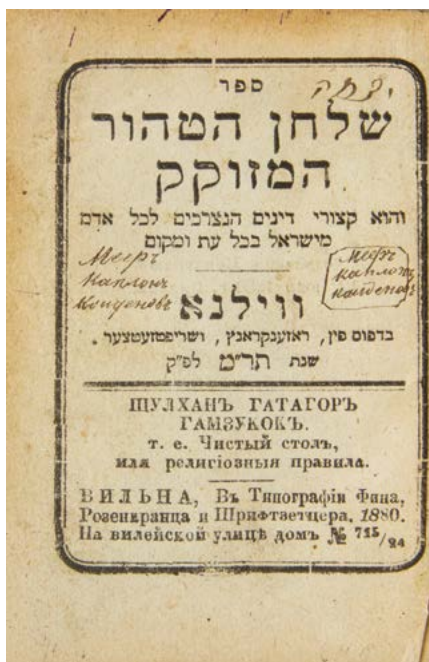 ספר
שלחן הטהור
המזוקק
והוא קצורי דינים הנצרכים לכל אדם
מישראל בכל עת ומקום
Мееръ
Капланъ
ווילנא
בדפוס פין, ראזענקראנץ, ושריפטזעטצער.
שנת תר"מ לפ"ק
ШУЛХАНЪ ГАТАГОРЪ
ГАМЗУКОКЪ.
т. е. Чистый столъ,
или религіозныя правила.
ВИЛЬНА, Въ Типографіи Фина,
Розенкранца и Шрифтзетцера. 1880.
На вилейской улицѣ домъ № 715/24